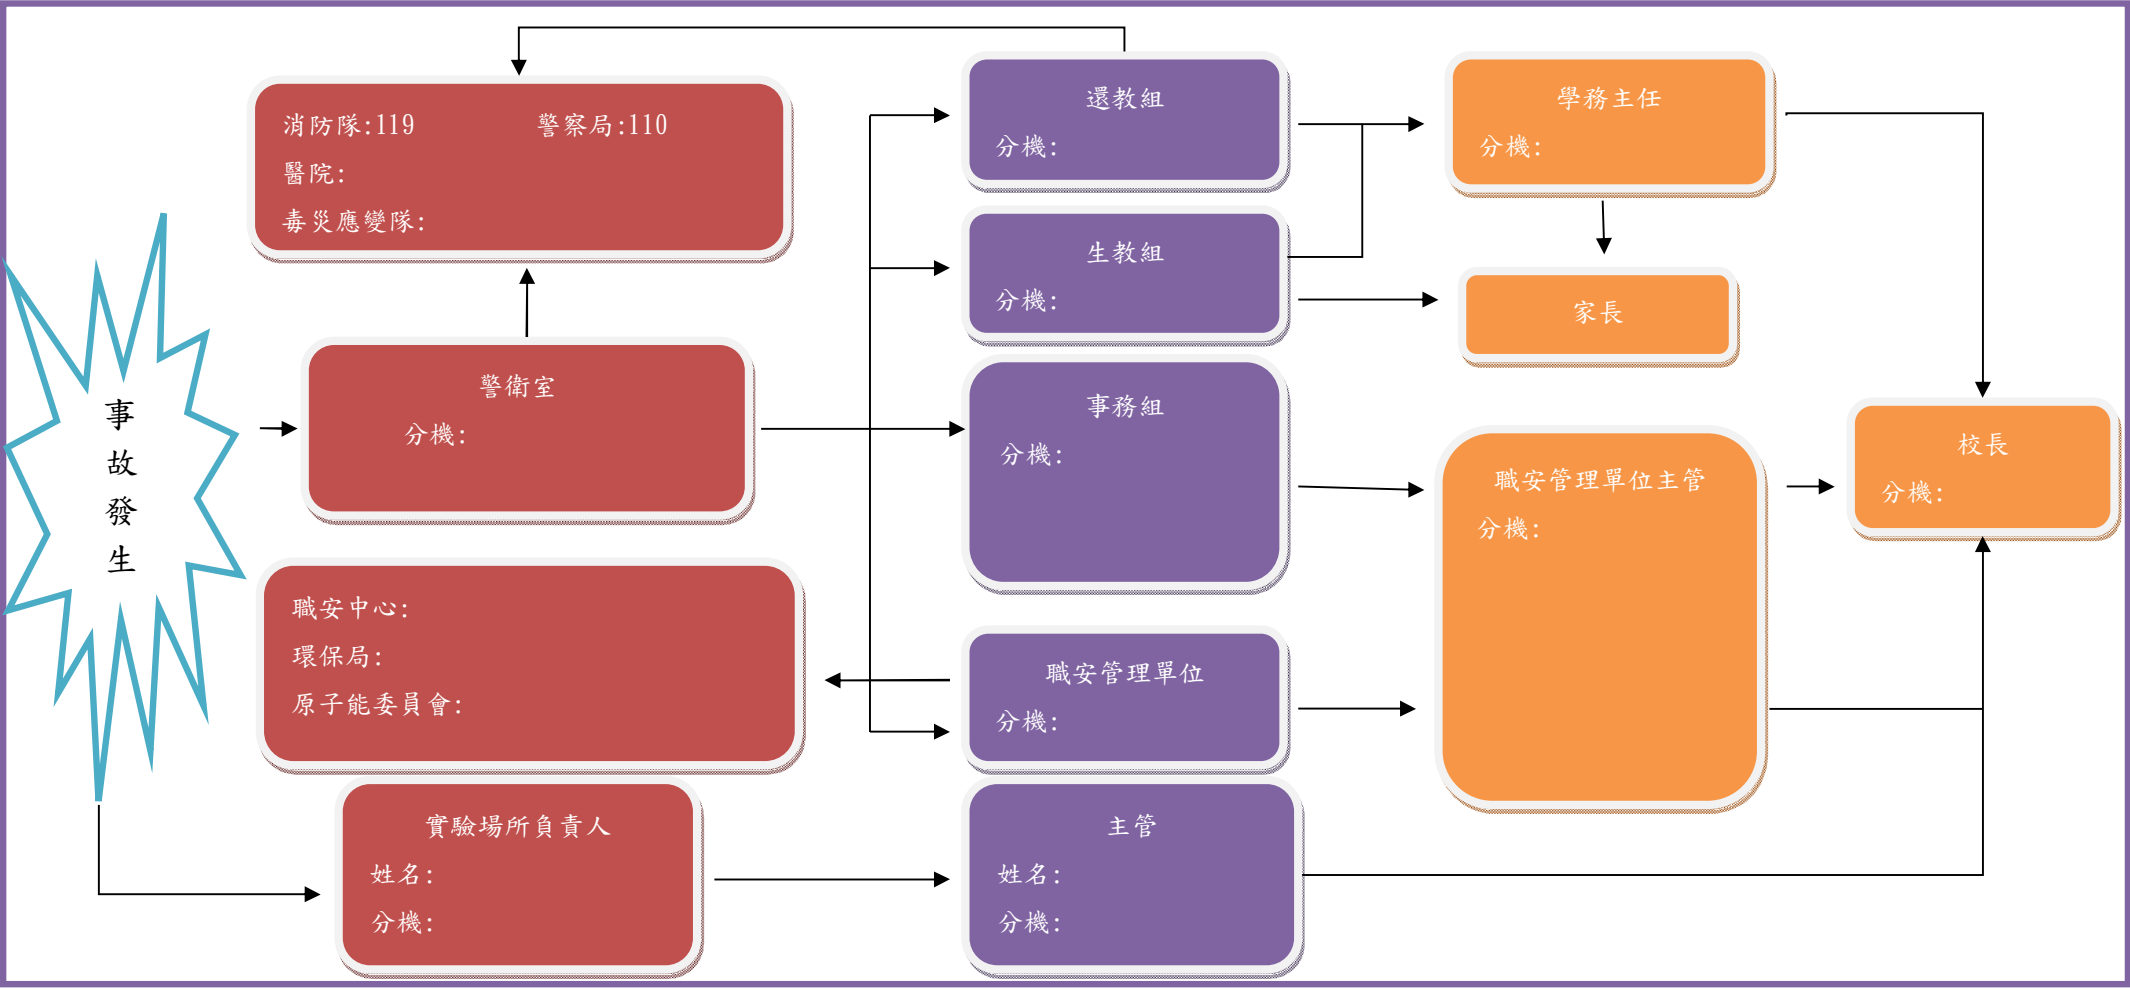 事
故
發
生
消防隊:119 警察局:110
醫院:
毒災應變隊:
警衛室
分機:
職安中心:
環保局:
原子能委員會:
實驗場所負責人
姓名:
分機:
還教組
分機:
生教組
分機:
事務組
分機:
職安管理單位
分機:
主管
姓名:
分機:
學務主任
分機:
家長
職安管理單位主管
分機:
校長
分機: